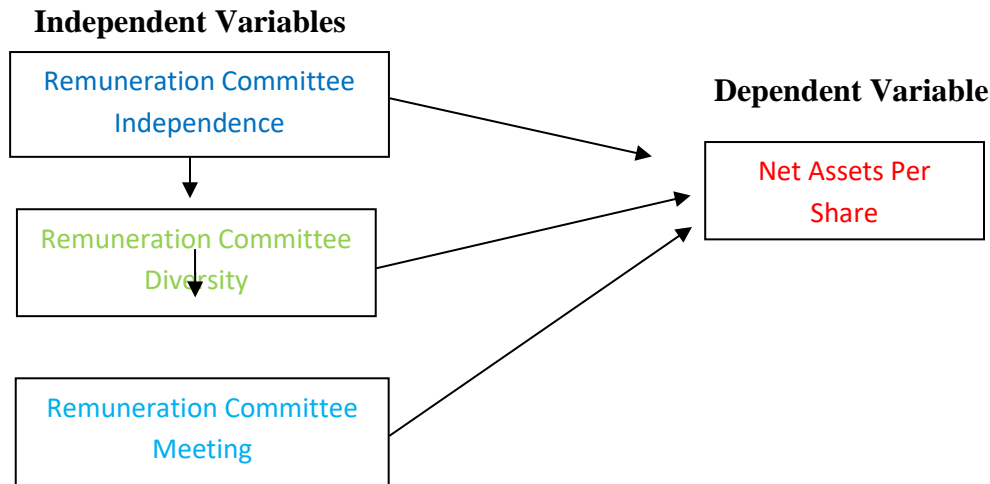 Independent Variables
Remuneration Committee
Independence
Dependent Variable
Net Assets Per
Share
Remuneration Committee
Diversity
Remuneration Committee
Meeting